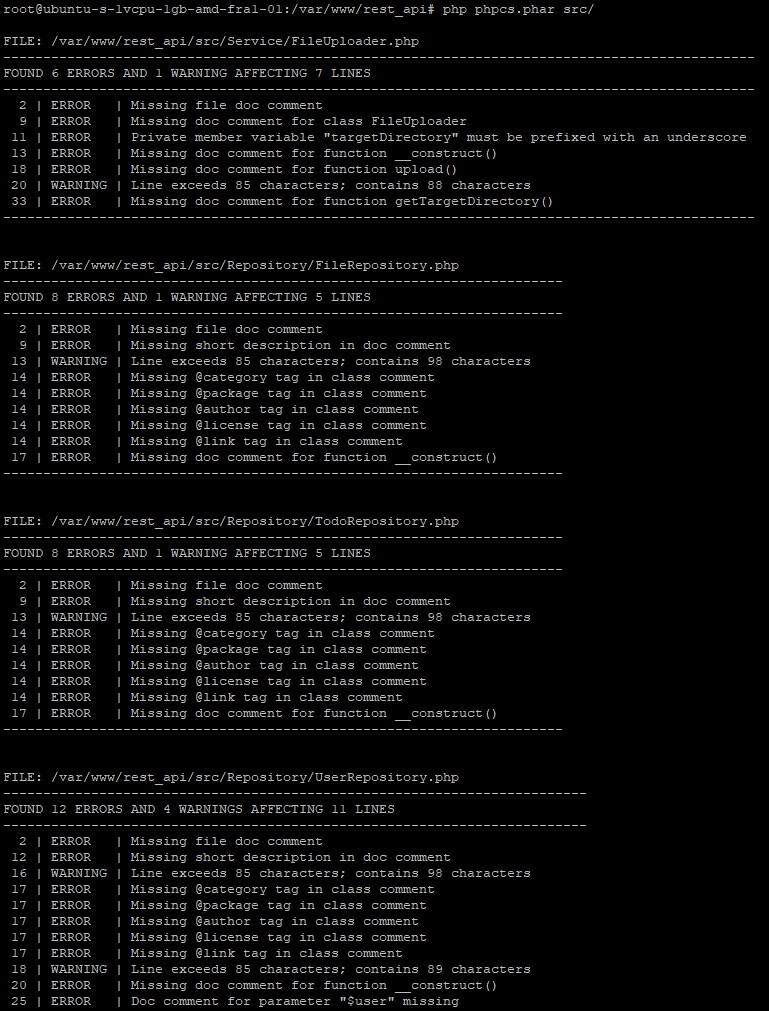 root@ubuntu-s-1vcpu-1gb-amd-fra1-01:/var/www/rest_api# php phpcs.phar src/
FILE: /var/www/rest_api/src/Service/FileUploader.php
--------------------------------------------------------------------------------------
FOUND 6 ERRORS AND 1 WARNING AFFECTING 7 LINES
--------------------------------------------------------------------------------------
2 | ERROR | Missing file doc comment
9 | ERROR | Missing doc comment for class FileUploader
11 | ERROR | Private member variable "targetDirectory" must be prefixed with an underscore
13 | ERROR | Missing doc comment for function __construct()
18 | ERROR | Missing doc comment for function upload()
20 | WARNING | Line exceeds 85 characters; contains 88 characters
33 | ERROR | Missing doc comment for function getTargetDirectory()
--------------------------------------------------------------------------------------
FILE: /var/www/rest_api/src/Repository/FileRepository.php
----------------------------------------------------------------------
FOUND 8 ERRORS AND 1 WARNING AFFECTING 5 LINES
----------------------------------------------------------------------
2 | ERROR | Missing file doc comment
9 | ERROR | Missing short description in doc comment
13 | WARNING | Line exceeds 85 characters; contains 98 characters
14 | ERROR | Missing @category tag in class comment
14 | ERROR | Missing @package tag in class comment
14 | ERROR | Missing @author tag in class comment
14 | ERROR | Missing @license tag in class comment
14 | ERROR | Missing @link tag in class comment
17 | ERROR | Missing doc comment for function __construct()
----------------------------------------------------------------------
FILE: /var/www/rest_api/src/Repository/TodoRepository.php
----------------------------------------------------------------------
FOUND 8 ERRORS AND 1 WARNING AFFECTING 5 LINES
----------------------------------------------------------------------
2 | ERROR | Missing file doc comment
9 | ERROR | Missing short description in doc comment
13 | WARNING | Line exceeds 85 characters; contains 98 characters
14 | ERROR | Missing @category tag in class comment
14 | ERROR | Missing @package tag in class comment
14 | ERROR | Missing @author tag in class comment
14 | ERROR | Missing @license tag in class comment
14 | ERROR | Missing @link tag in class comment
17 | ERROR | Missing doc comment for function __construct()
----------------------------------------------------------------------
FILE: /var/www/rest_api/src/Repository/UserRepository.php
-------------------------------------------------------------------------
FOUND 12 ERRORS AND 4 WARNINGS AFFECTING 11 LINES
-------------------------------------------------------------------------
2 | ERROR | Missing file doc comment
12 | ERROR | Missing short description in doc comment
16 | WARNING | Line exceeds 85 characters; contains 98 characters
17 | ERROR | Missing @category tag in class comment
17 | ERROR | Missing @package tag in class comment
17 | ERROR | Missing @author tag in class comment
17 | ERROR | Missing @license tag in class comment
17 | ERROR | Missing @link tag in class comment
18 | WARNING | Line exceeds 85 characters; contains 89 characters
20 | ERROR | Missing doc comment for function __construct()
25 | ERROR | Doc comment for parameter "$user" missing